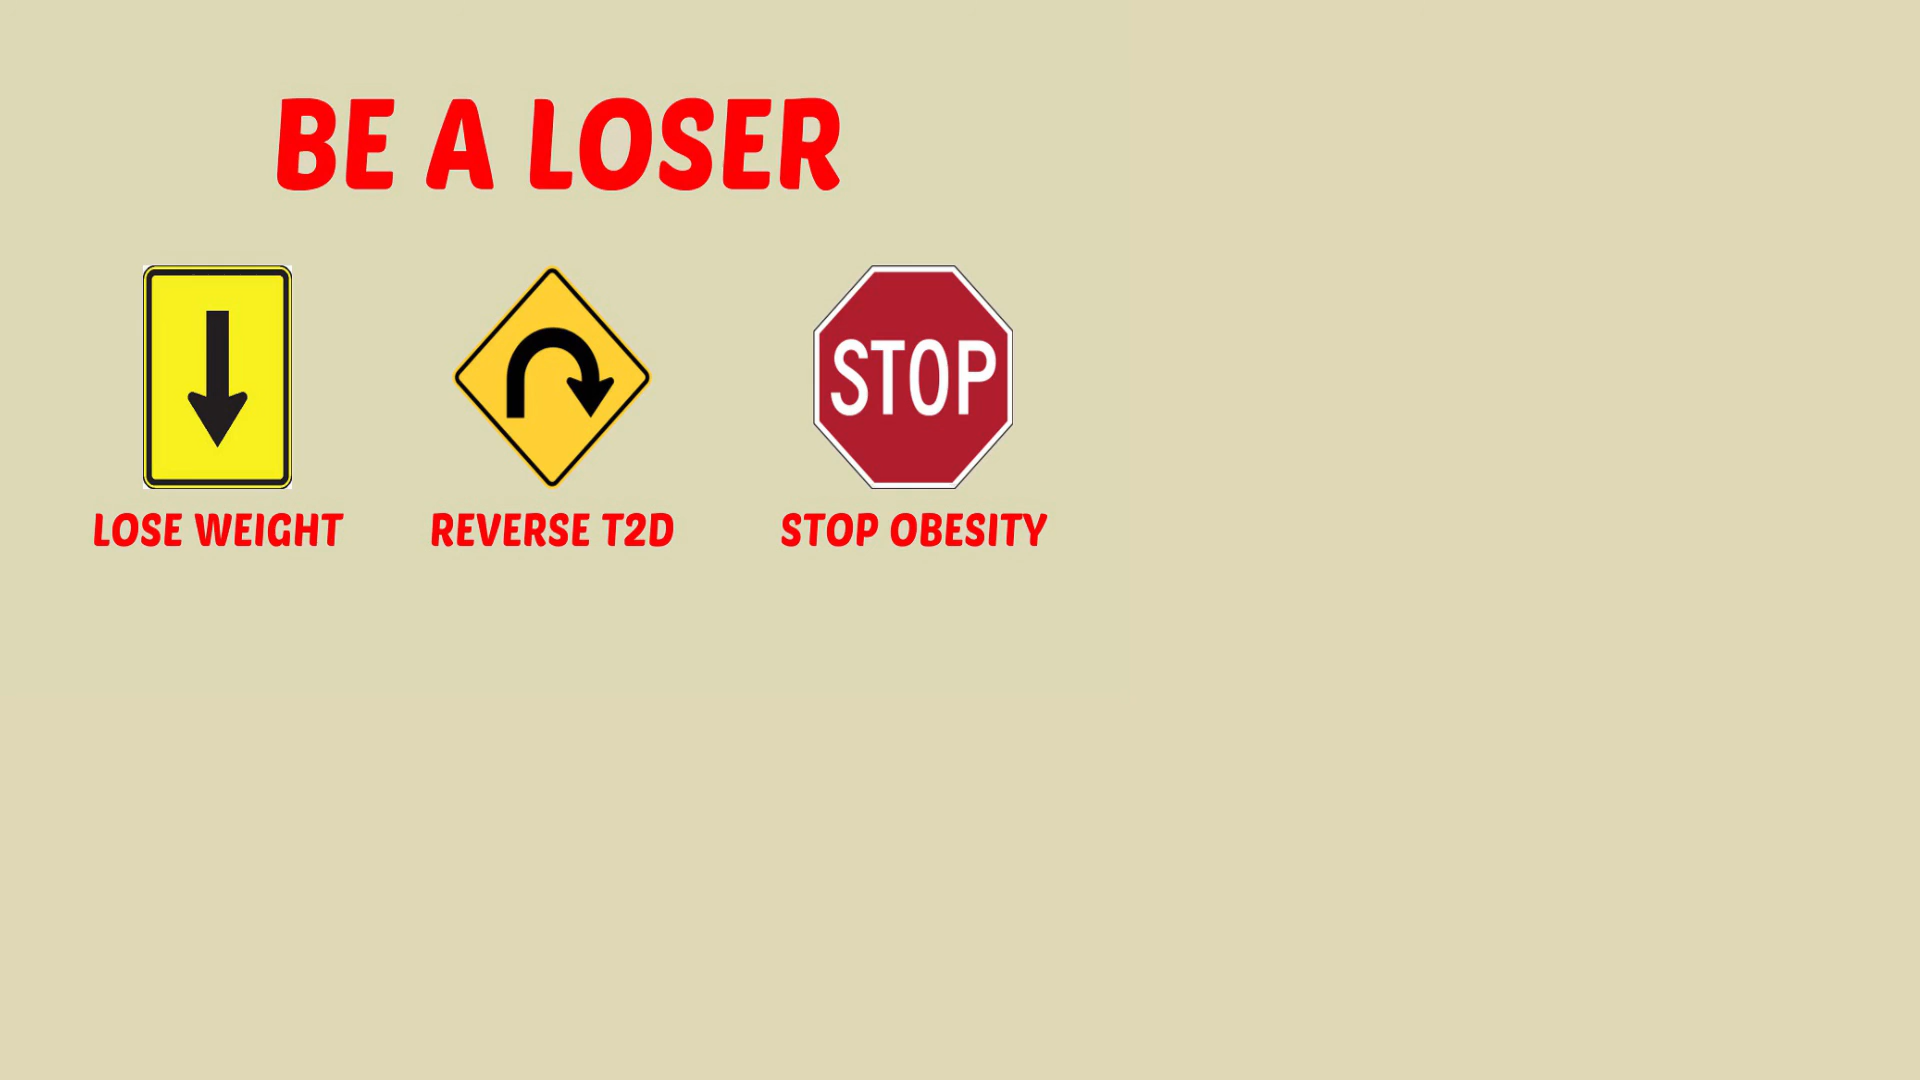 BE A LOSER
STOP
LOSE WEIGHT
REVERSE T2D
STOP OBESITY